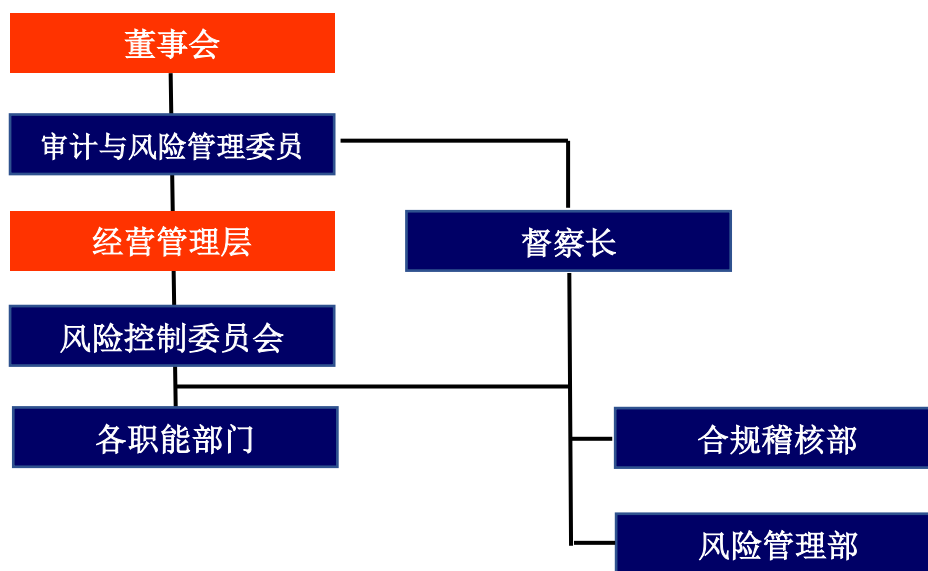 董事会
审计与风险管理委员
经营管理层
督察长
风险控制委员会
各职能部门
合规稽核部
风险管理部